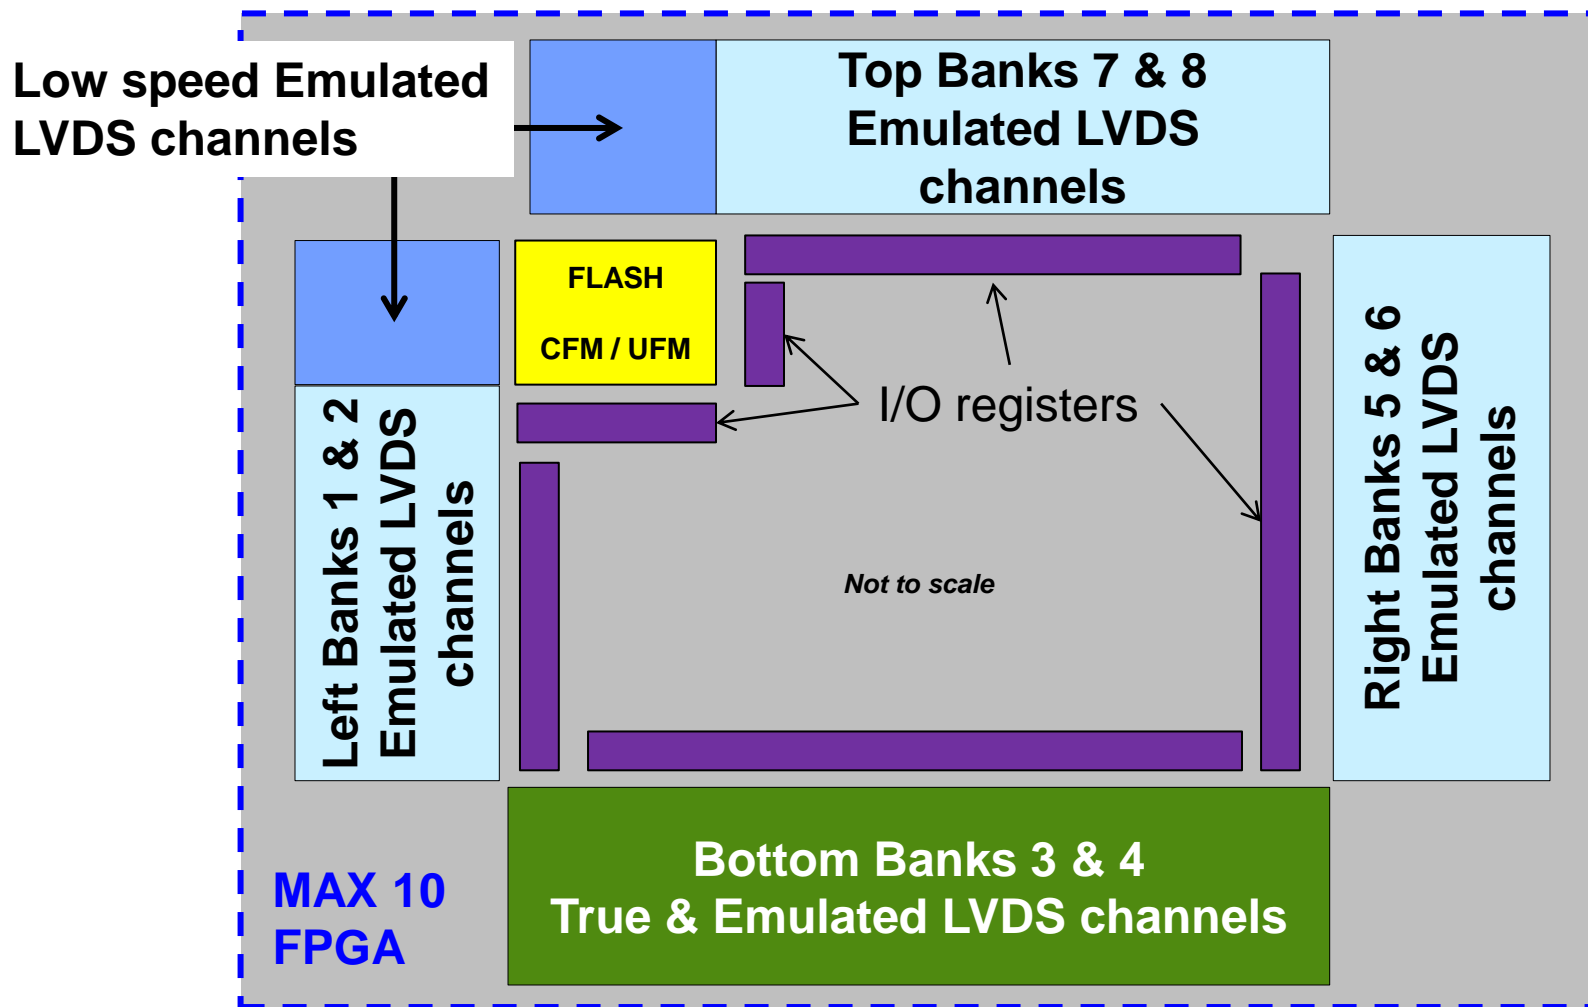 Low speed Emulated
LVDS channels
Top Banks 7 & 8
Emulated LVDS
channels
FLASH
CFM / UFM
I/O registers
Left Banks 1 & 2
Emulated LVDS
channels
Right Banks 5 & 6
Emulated LVDS
channels
Not to scale
Bottom Banks 3 & 4
True & Emulated LVDS channels
MAX 10
FPGA